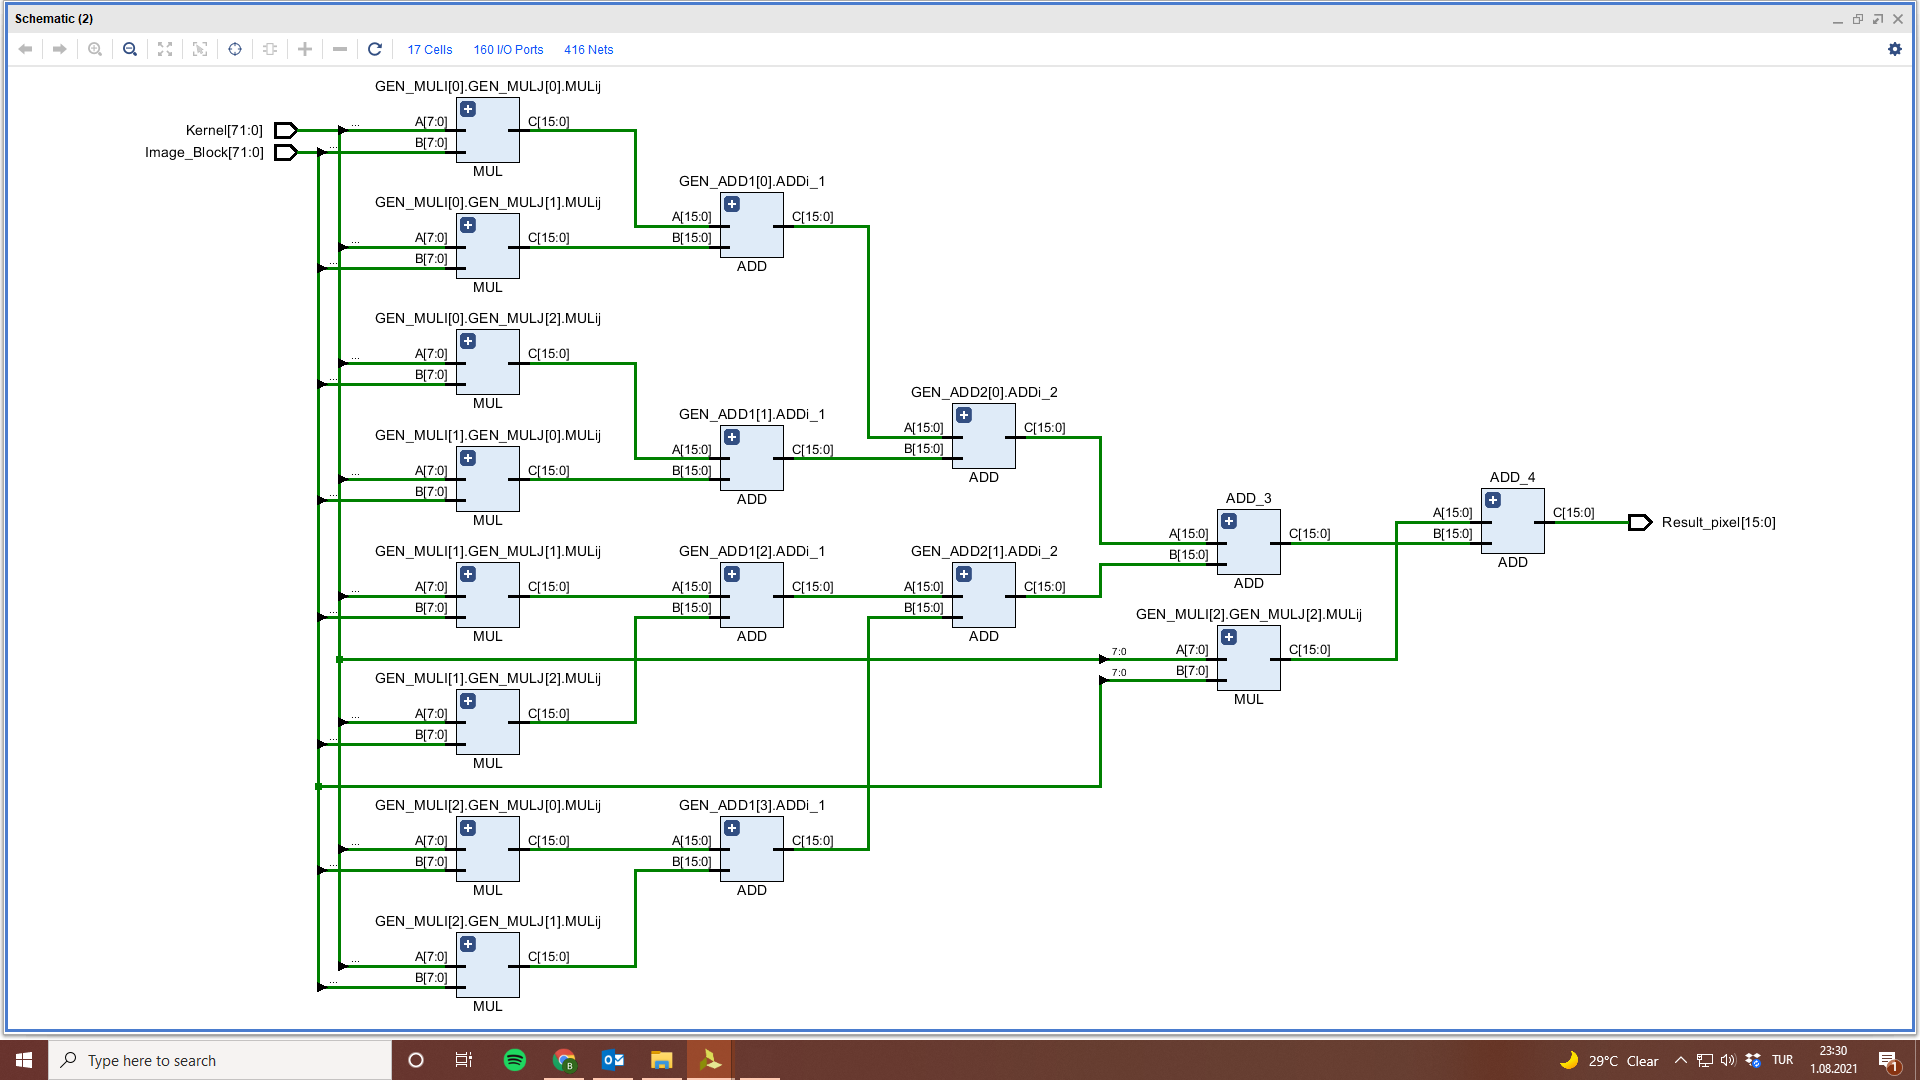 Schematic (2)
17 Cells 160 I/O Ports 416 Nets
GEN_MULI[0].GEN_MULJ[0].MULij
Kernel[71:0]
Image_Block[71:0]
... A[7:0] C[15:0]
... B[7:0]
MUL
GEN_MULI[0].GEN_MULJ[1].MULij
... A[7:0] C[15:0]
... B[7:0]
MUL
GEN_ADD1[0].ADDi_1
A[15:0] C[15:0]
B[15:0]
ADD
GEN_MULI[0].GEN_MULJ[2].MULij
... A[7:0] C[15:0]
... B[7:0]
MUL
GEN_MULI[1].GEN_MULJ[0].MULij
... A[7:0] C[15:0]
... B[7:0]
MUL
GEN_ADD1[1].ADDi_1
A[15:0] C[15:0]
B[15:0]
ADD
GEN_ADD2[0].ADDi_2
A[15:0] C[15:0]
B[15:0]
ADD
GEN_MULI[1].GEN_MULJ[1].MULij
... A[7:0] C[15:0]
... B[7:0]
MUL
GEN_ADD1[2].ADDi_1
A[15:0] C[15:0]
B[15:0]
ADD
GEN_ADD2[1].ADDi_2
A[15:0] C[15:0]
B[15:0]
ADD
ADD_3
A[15:0] C[15:0]
B[15:0]
ADD
ADD_4
A[15:0] C[15:0]
B[15:0]
ADD
Result_pixel[15:0]
GEN_MULI[2].GEN_MULJ[2].MULij
7:0 A[7:0] C[15:0]
7:0 B[7:0]
MUL
GEN_MULI[1].GEN_MULJ[2].MULij
... A[7:0] C[15:0]
... B[7:0]
MUL
GEN_MULI[2].GEN_MULJ[0].MULij
... A[7:0] C[15:0]
... B[7:0]
MUL
GEN_ADD1[3].ADDi_1
A[15:0] C[15:0]
B[15:0]
ADD
GEN_MULI[2].GEN_MULJ[1].MULij
... A[7:0] C[15:0]
... B[7:0]
MUL
Type here to search
B
29°C Clear
TUR
23:30
1.08.2021
1